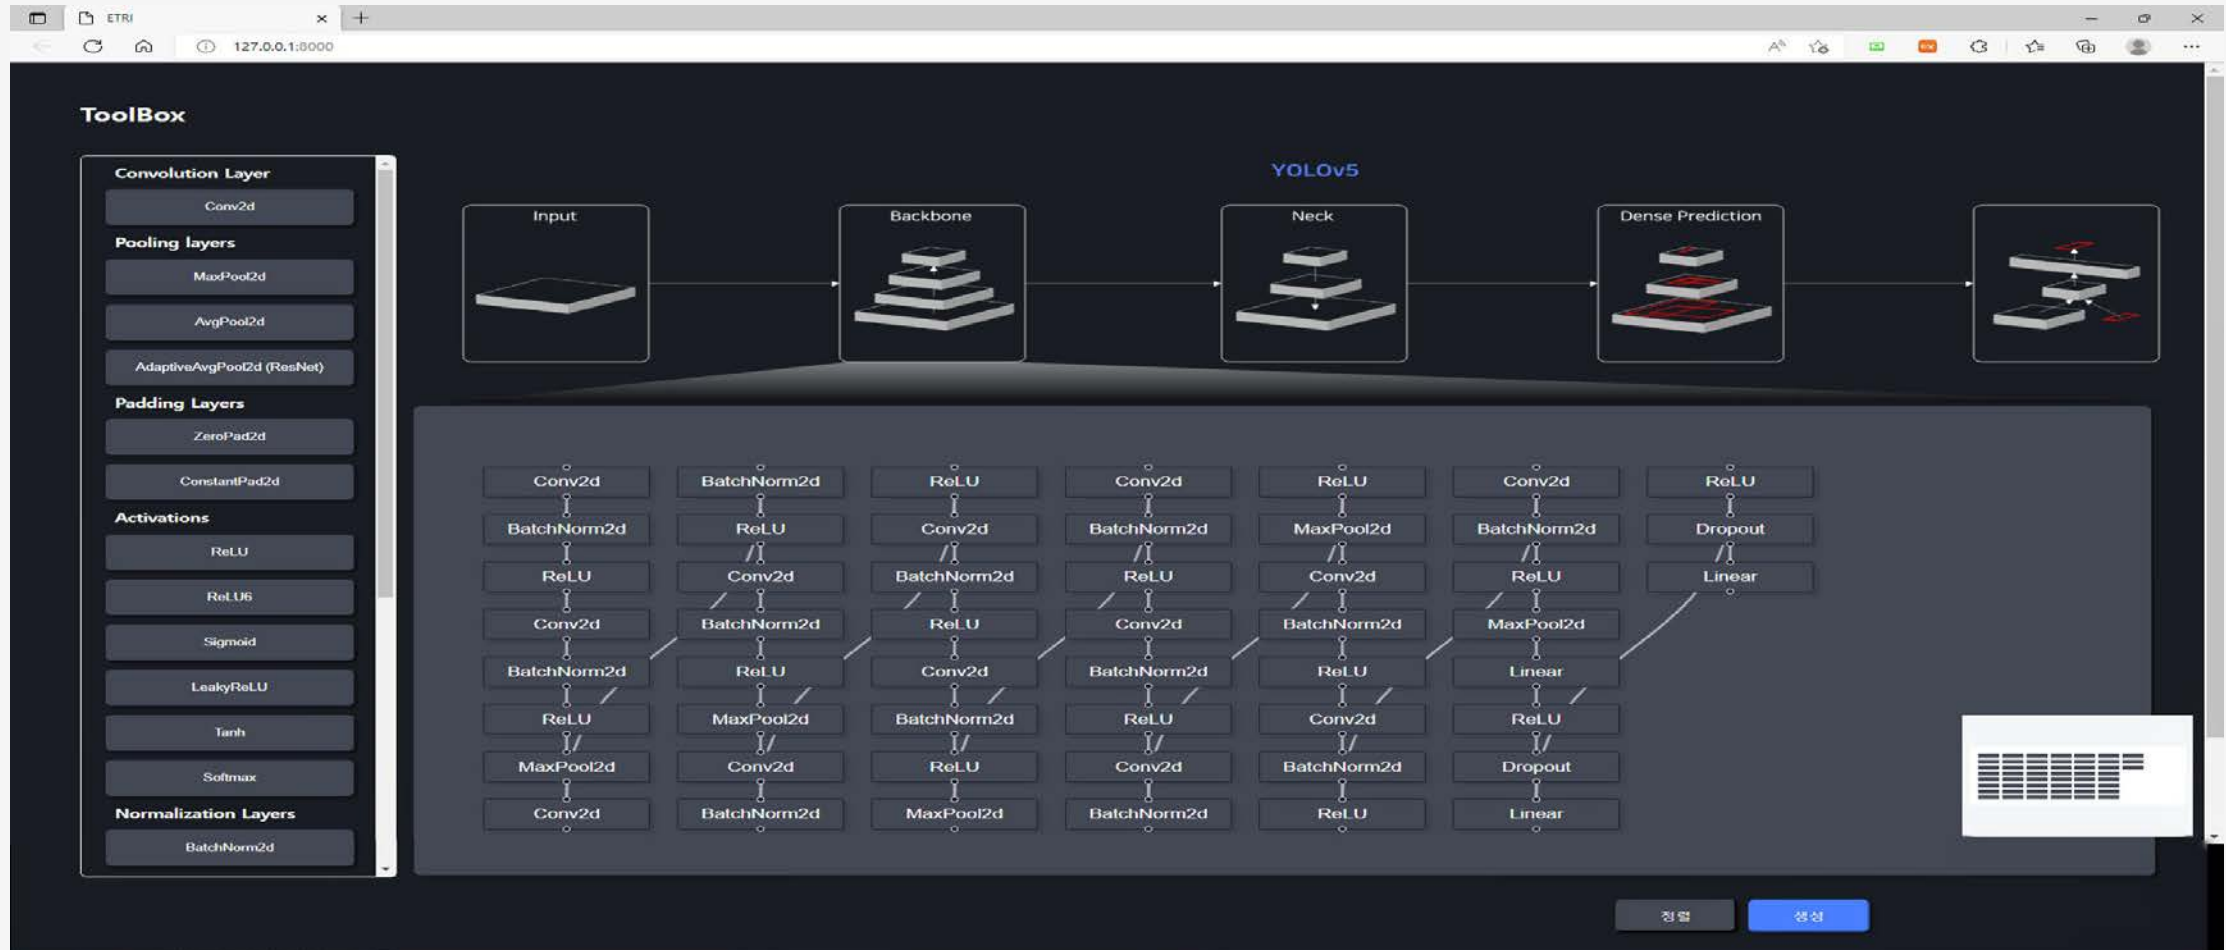 ETRI
127.0.0.1:8000
ToolBox
Convolution Layer
Conv2d
Pooling layers
MaxPool2d
AvgPool2d
AdaptiveAvgPool2d (ResNet)
Padding Layers
ZeroPad2d
ConstantPad2d
Activations
ReLU
ReLU6
Sigmoid
LeakyReLU
Tanh
Softmax
Normalization Layers
BatchNorm2d
YOLOv5
Input
Backbone
Neck
Dense Prediction
Conv2d BatchNorm2d ReLU Conv2d ReLU Conv2d ReLU
BatchNorm2d ReLU Conv2d BatchNorm2d MaxPool2d BatchNorm2d Dropout
ReLU Conv2d BatchNorm2d ReLU Conv2d ReLU Linear
Conv2d BatchNorm2d ReLU Conv2d BatchNorm2d MaxPool2d
BatchNorm2d ReLU Conv2d BatchNorm2d ReLU Linear
ReLU MaxPool2d BatchNorm2d ReLU Conv2d ReLU
MaxPool2d Conv2d ReLU Conv2d BatchNorm2d Dropout
Conv2d BatchNorm2d MaxPool2d BatchNorm2d ReLU Linear
정렬
생성